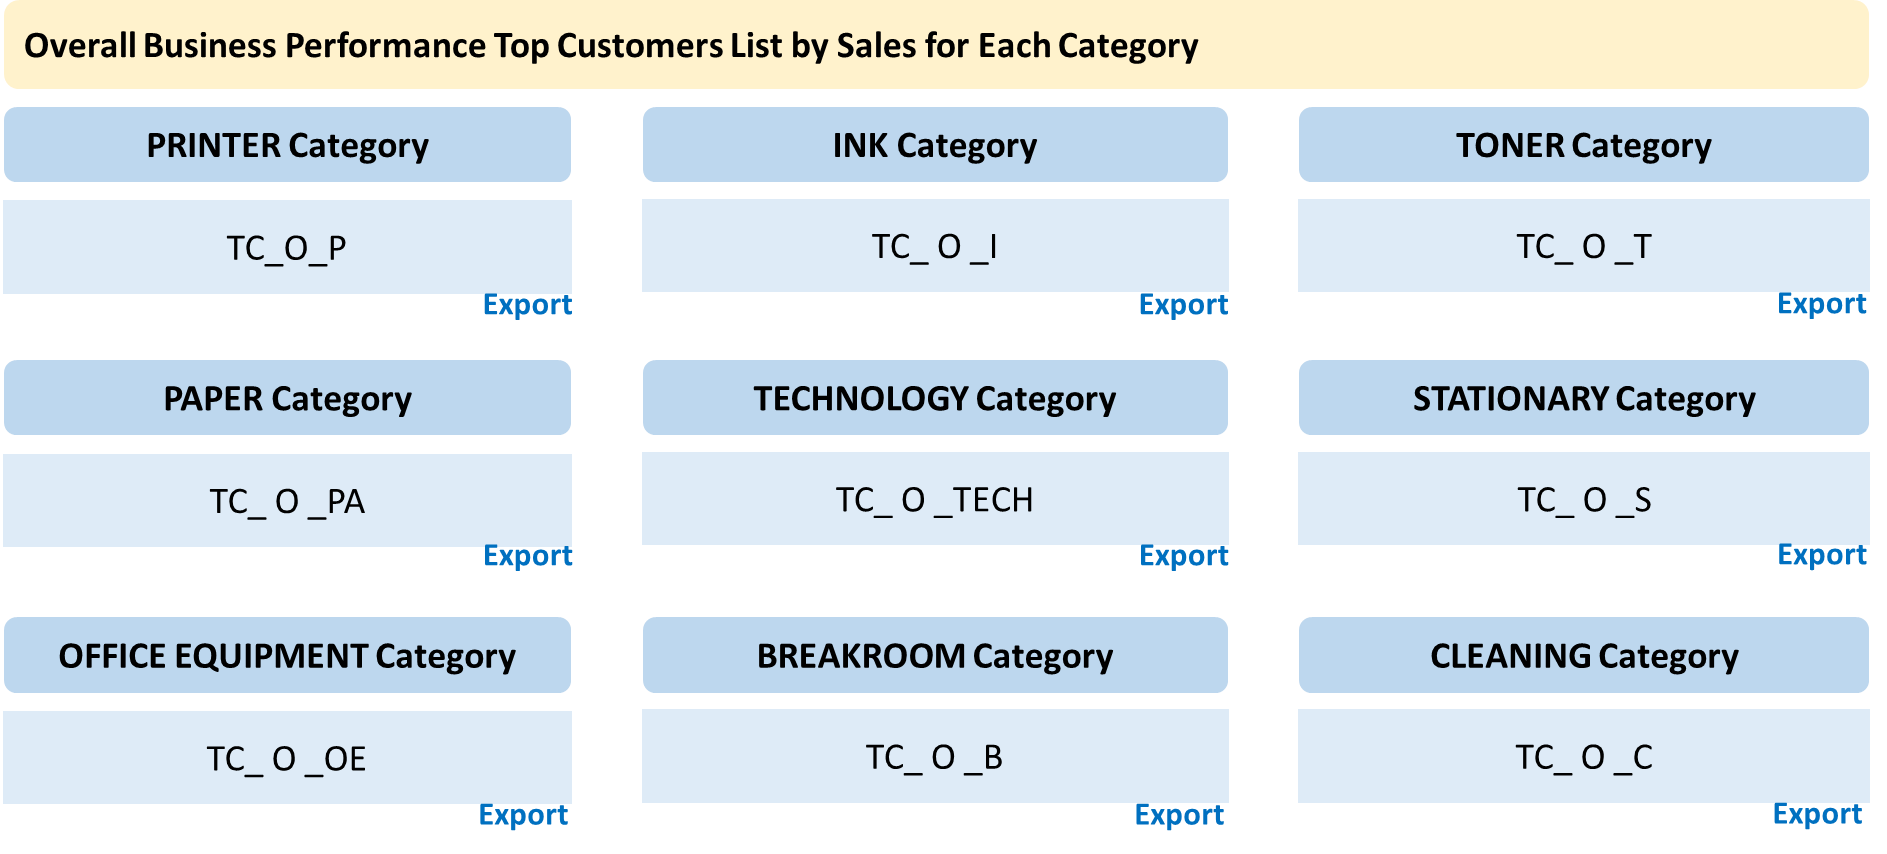 Overall Business Performance Top Customers List by Sales for Each Category
PRINTER Category
INK Category
TONER Category
TC_O_P
TC_ O _I
TC_ O _T
Export
Export
Export
PAPER Category
TECHNOLOGY Category
STATIONARY Category
TC_ O _PA
TC_ O _TECH
TC_ O _S
Export
Export
Export
OFFICE EQUIPMENT Category
BREAKROOM Category
CLEANING Category
TC_ O _OE
TC_ O _B
TC_ O _C
Export
Export
Export